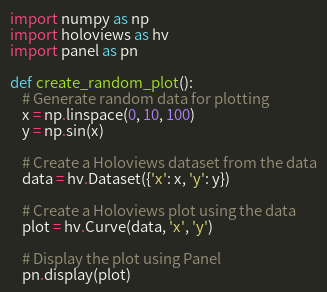 import numpy as np
import holoviews as hv
import panel as pn
def create_random_plot():
# Generate random data for plotting
x = np.linspace(0, 10, 100)
y = np.sin(x)
# Create a Holoviews dataset from the data
data = hv.Dataset({'x': x, 'y': y})
# Create a Holoviews plot using the data
plot = hv.Curve(data, 'x', 'y')
# Display the plot using Panel
pn.display(plot)